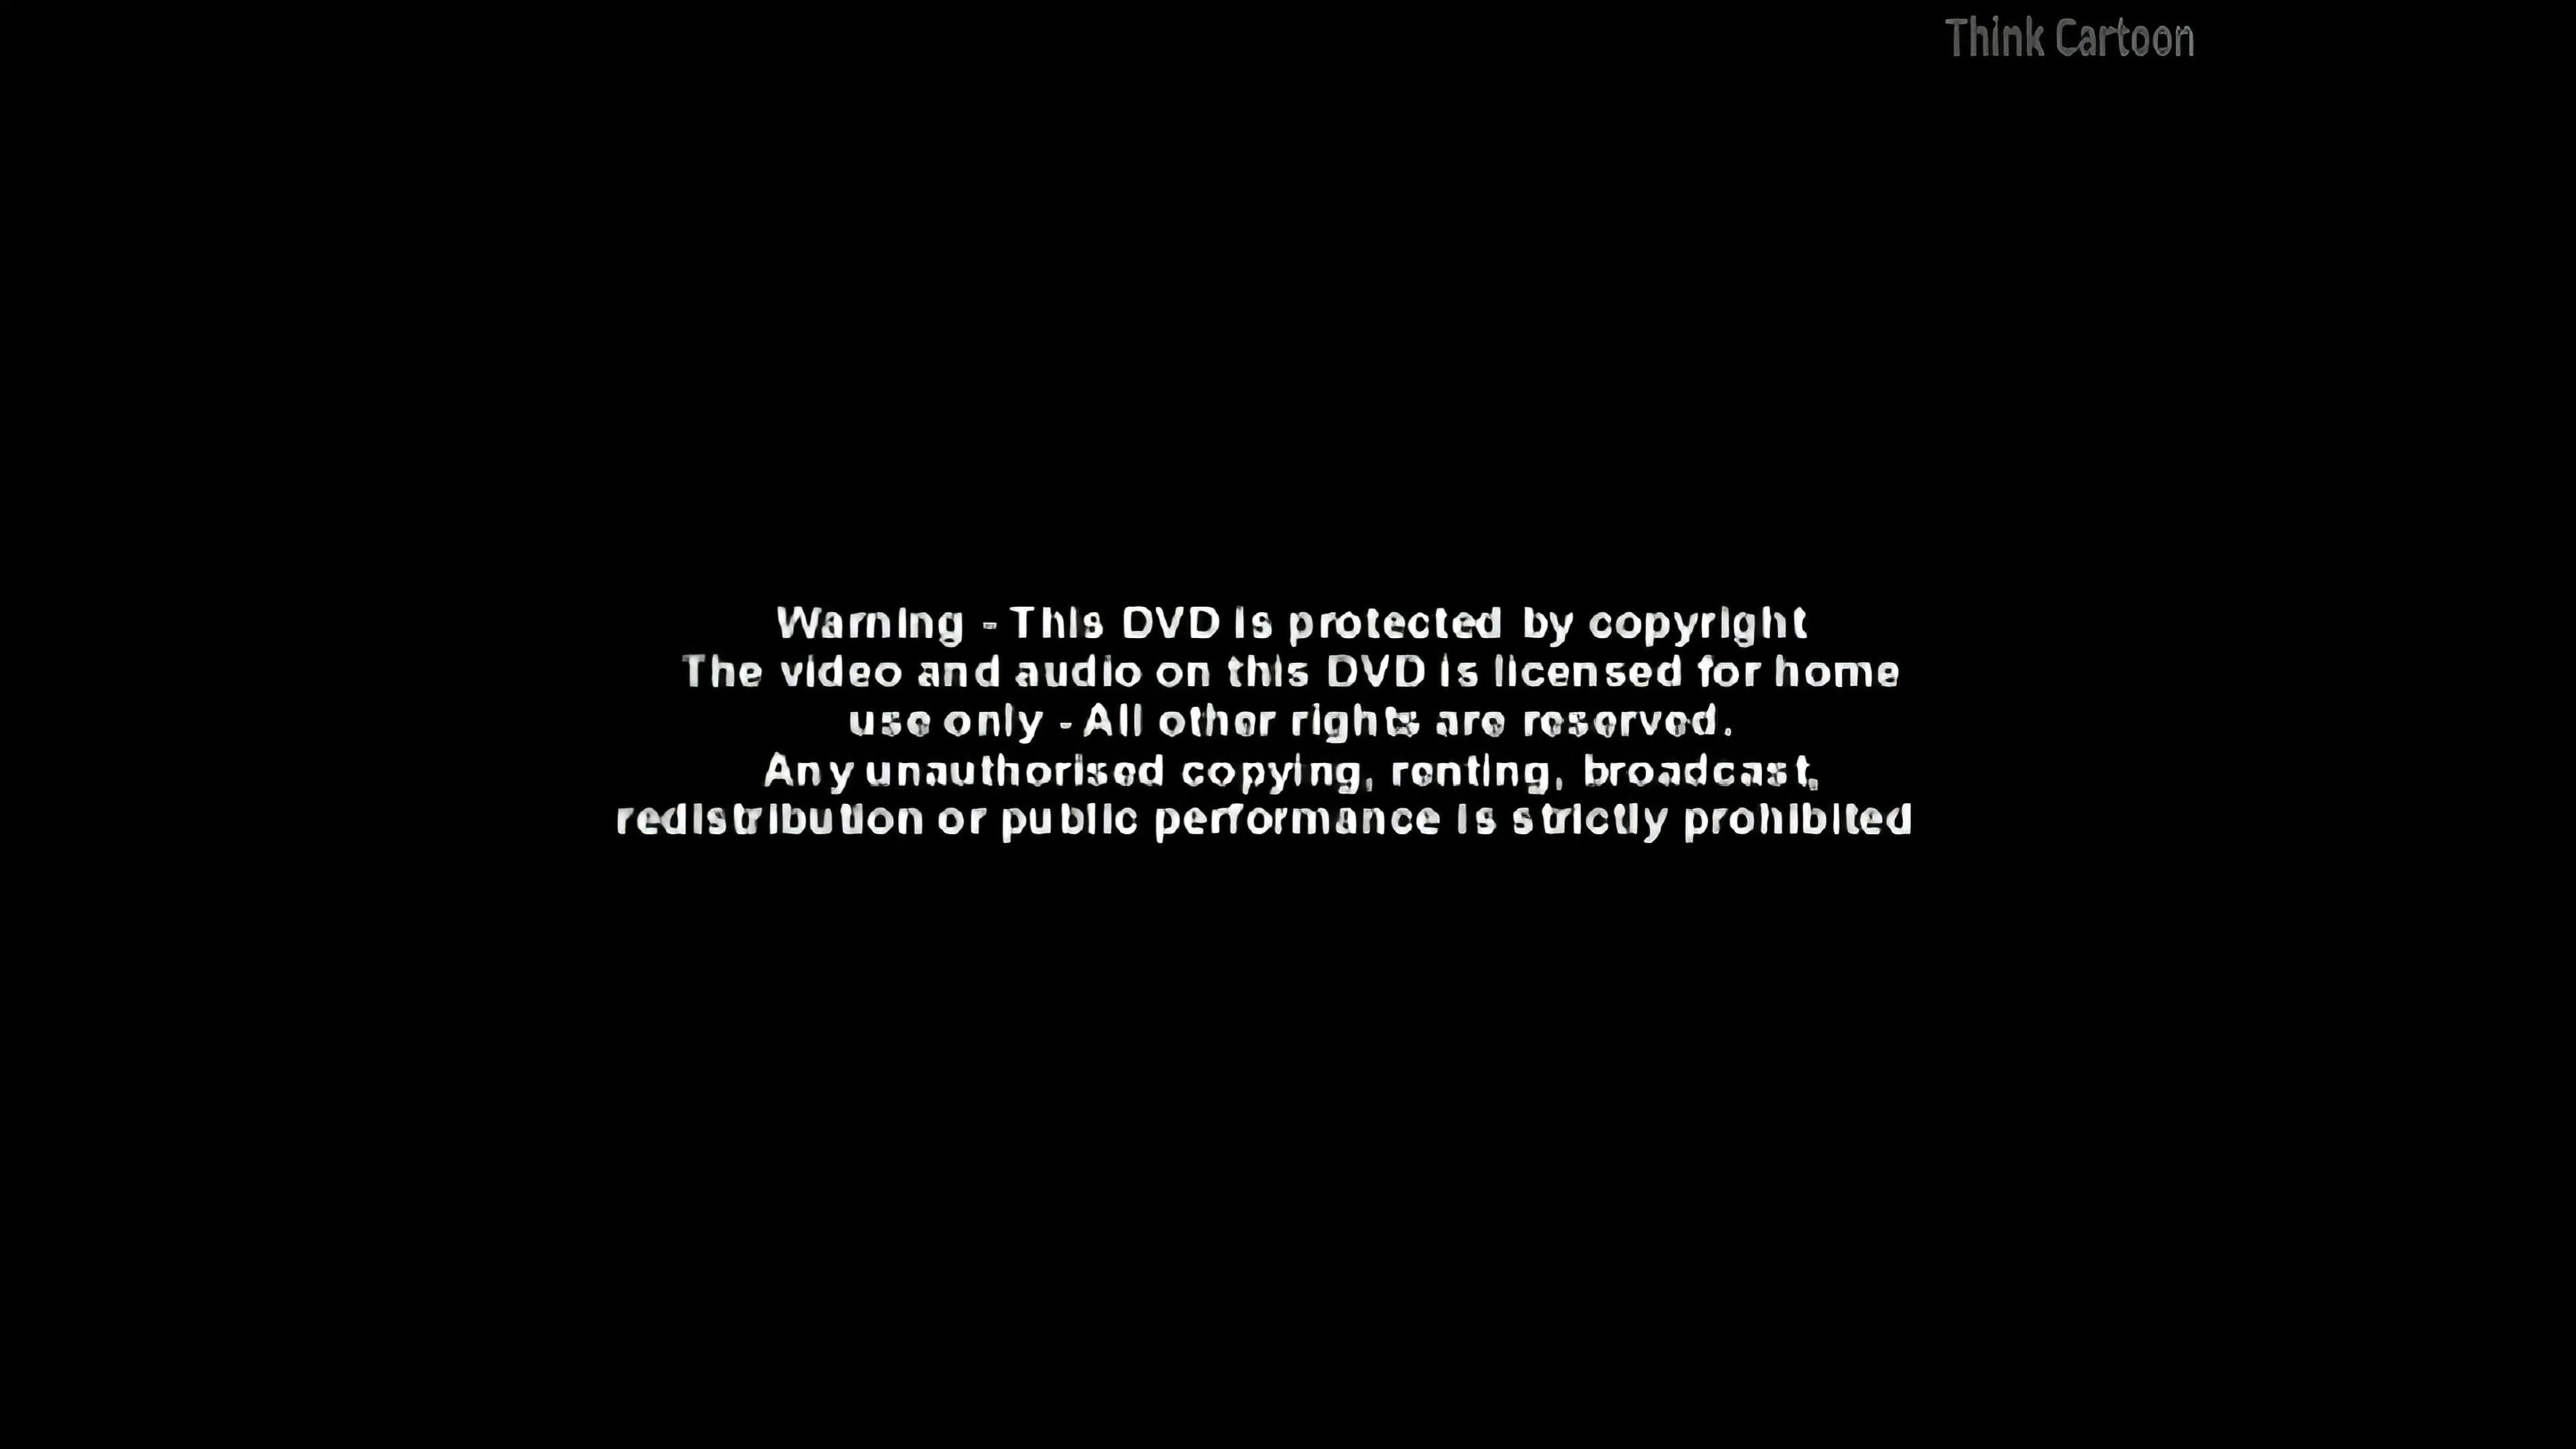 Think Cartoon
Warning - This DVD is protected by copyright
The video and audio on this DVD is licensed for home
use only - All other rights are reserved.
Any unauthorised copying, renting, broadcast,
redistribution or public performance is strictly prohibited